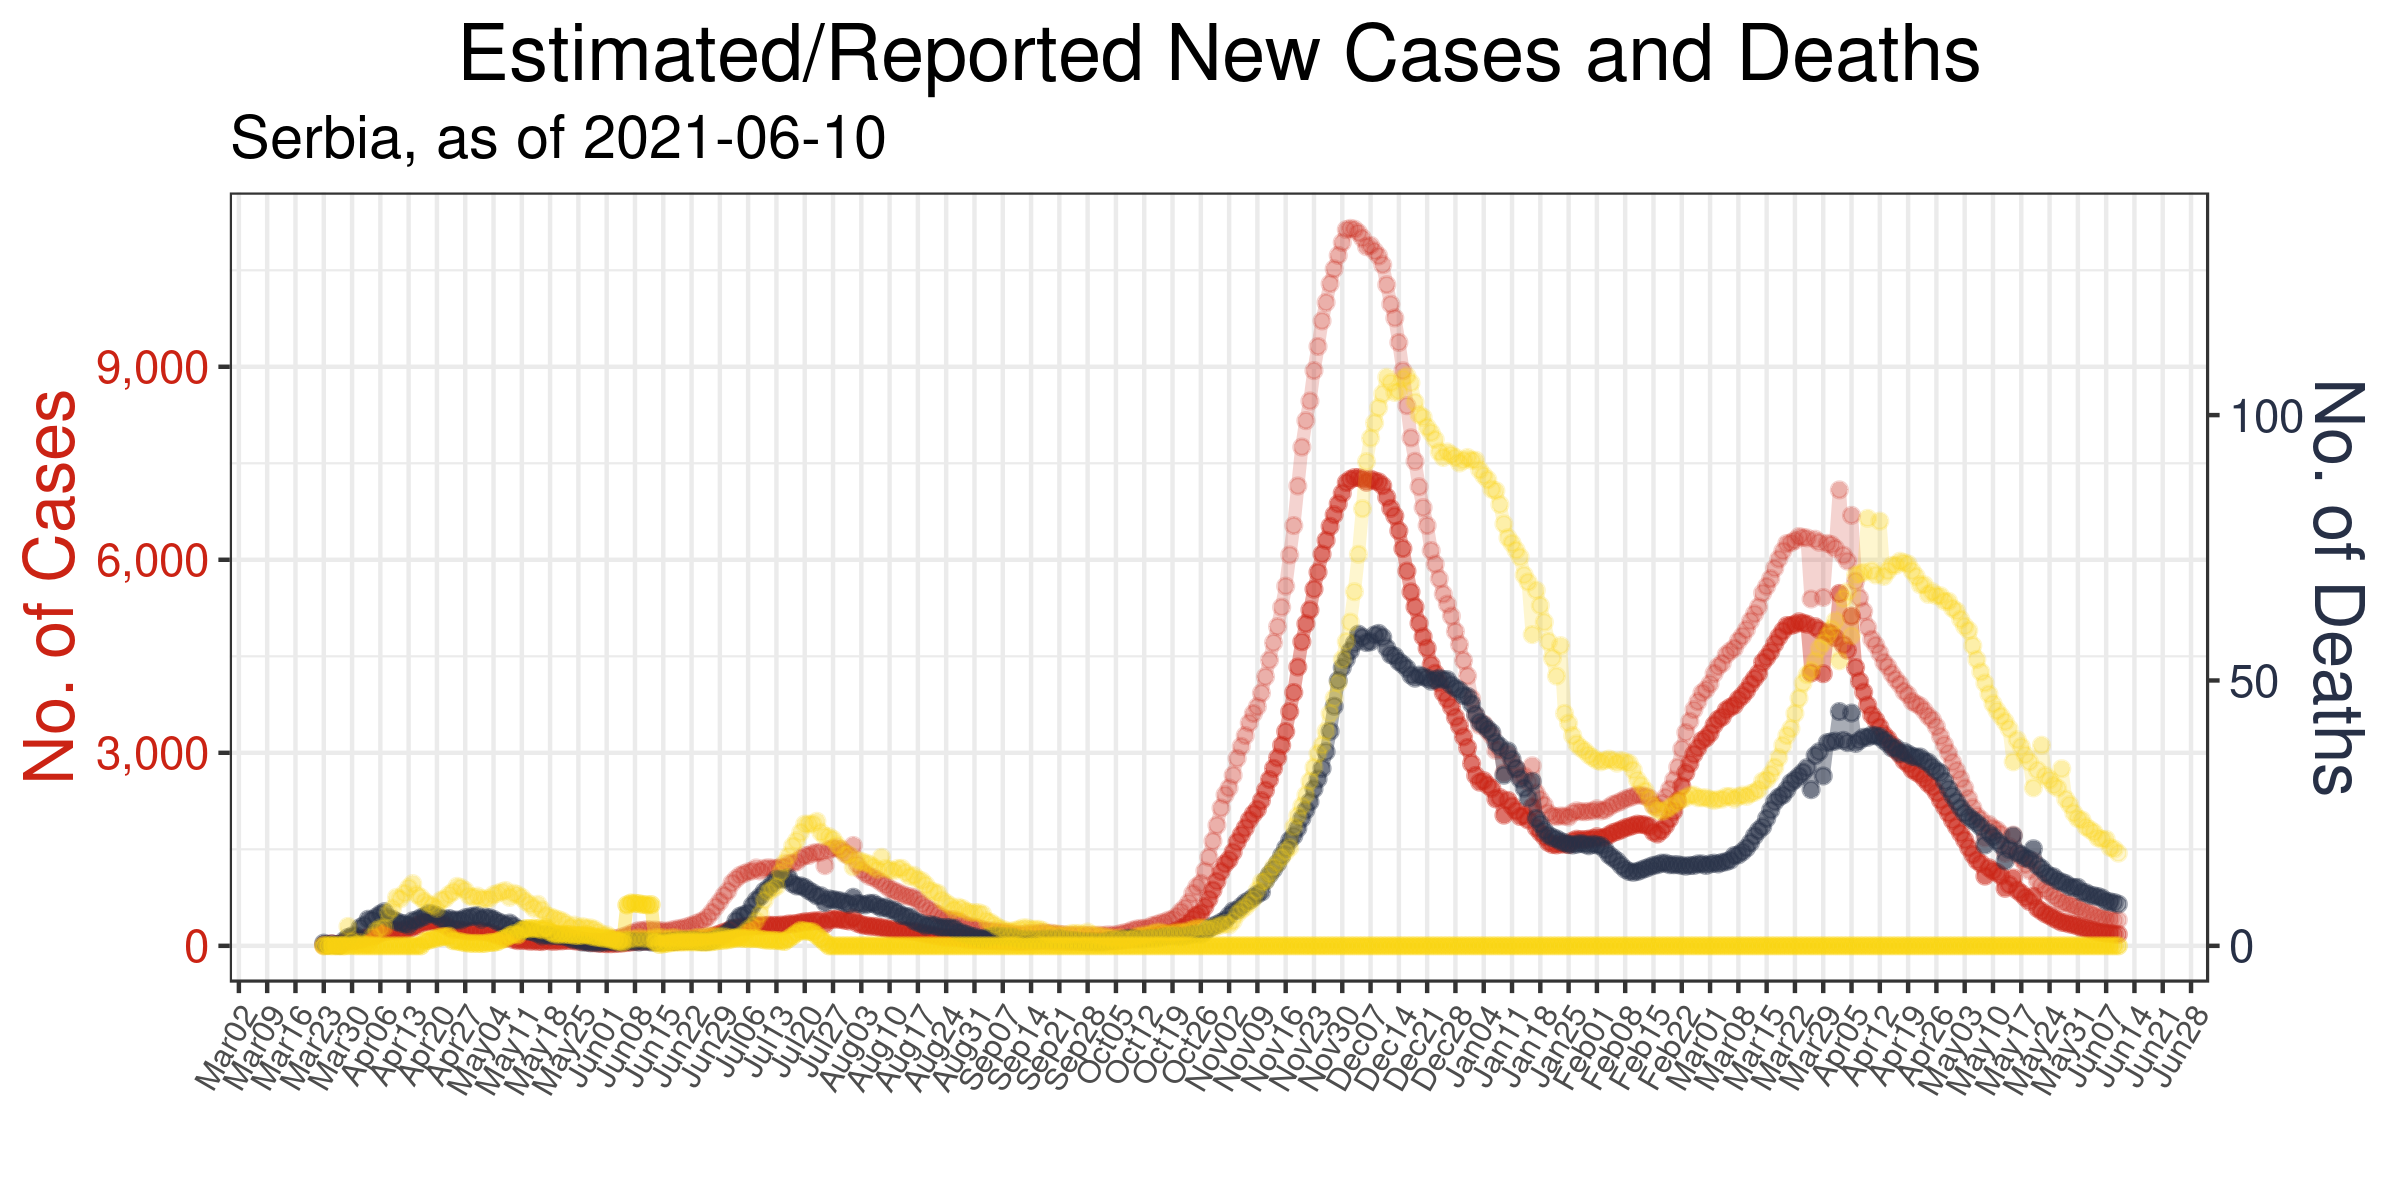 Estimated/Reported New Cases and Deaths
Serbia, as of 2021-06-10
No. of Cases
9,000
6,000
3,000
0
No. of Deaths
100
50
0
Mar02
Mar09
Mar16
Mar23
Mar30
Apr06
Apr13
Apr20
Apr27
May04
May11
May18
May25
Jun01
Jun08
Jun15
Jun22
Jun29
Jul06
Jul13
Jul20
Jul27
Aug03
Aug10
Aug17
Aug24
Aug31
Sep07
Sep14
Sep21
Sep28
Oct05
Oct12
Oct19
Oct26
Nov02
Nov09
Nov16
Nov23
Nov30
Dec07
Dec14
Dec21
Dec28
Jan04
Jan11
Jan18
Jan25
Feb01
Feb08
Feb15
Feb22
Mar01
Mar08
Mar15
Mar22
Mar29
Apr05
Apr12
Apr19
Apr26
May03
May10
May17
May24
May31
Jun07
Jun14
Jun21
Jun28